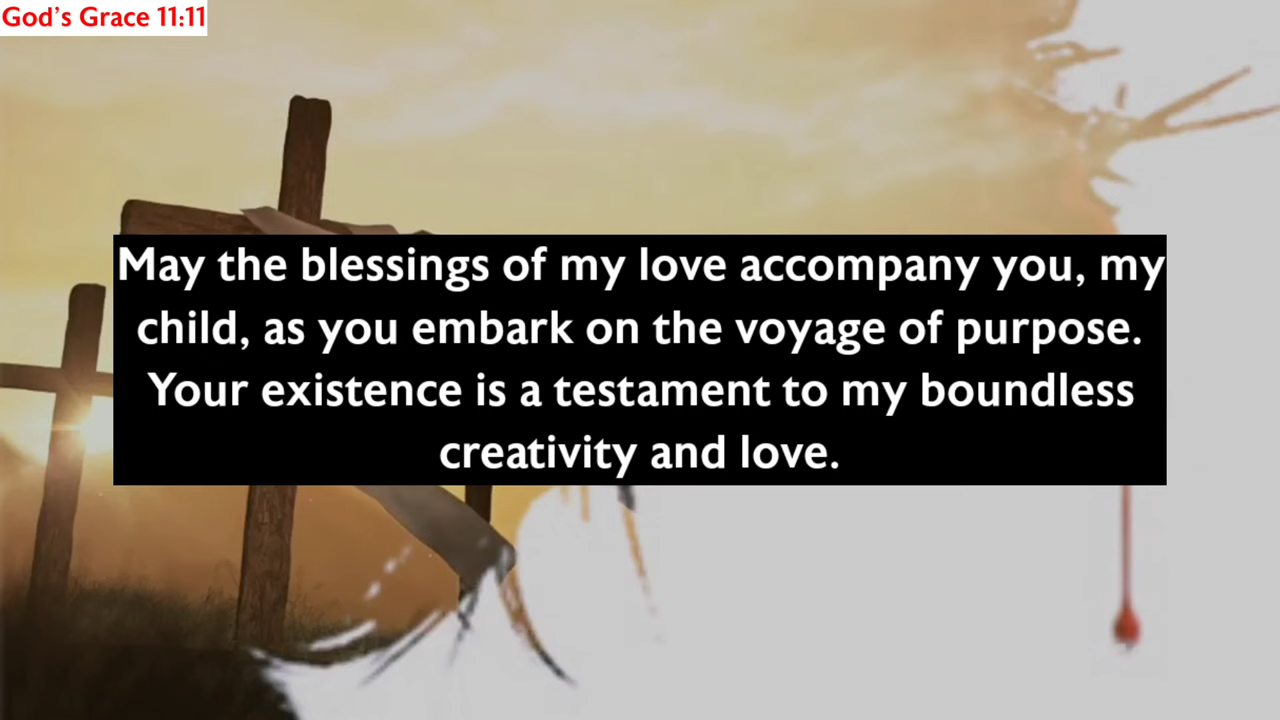 God’s Grace 11:11
May the blessings of my love accompany you, my
child, as you embark on the voyage of purpose.
Your existence is a testament to my boundless
creativity and love.